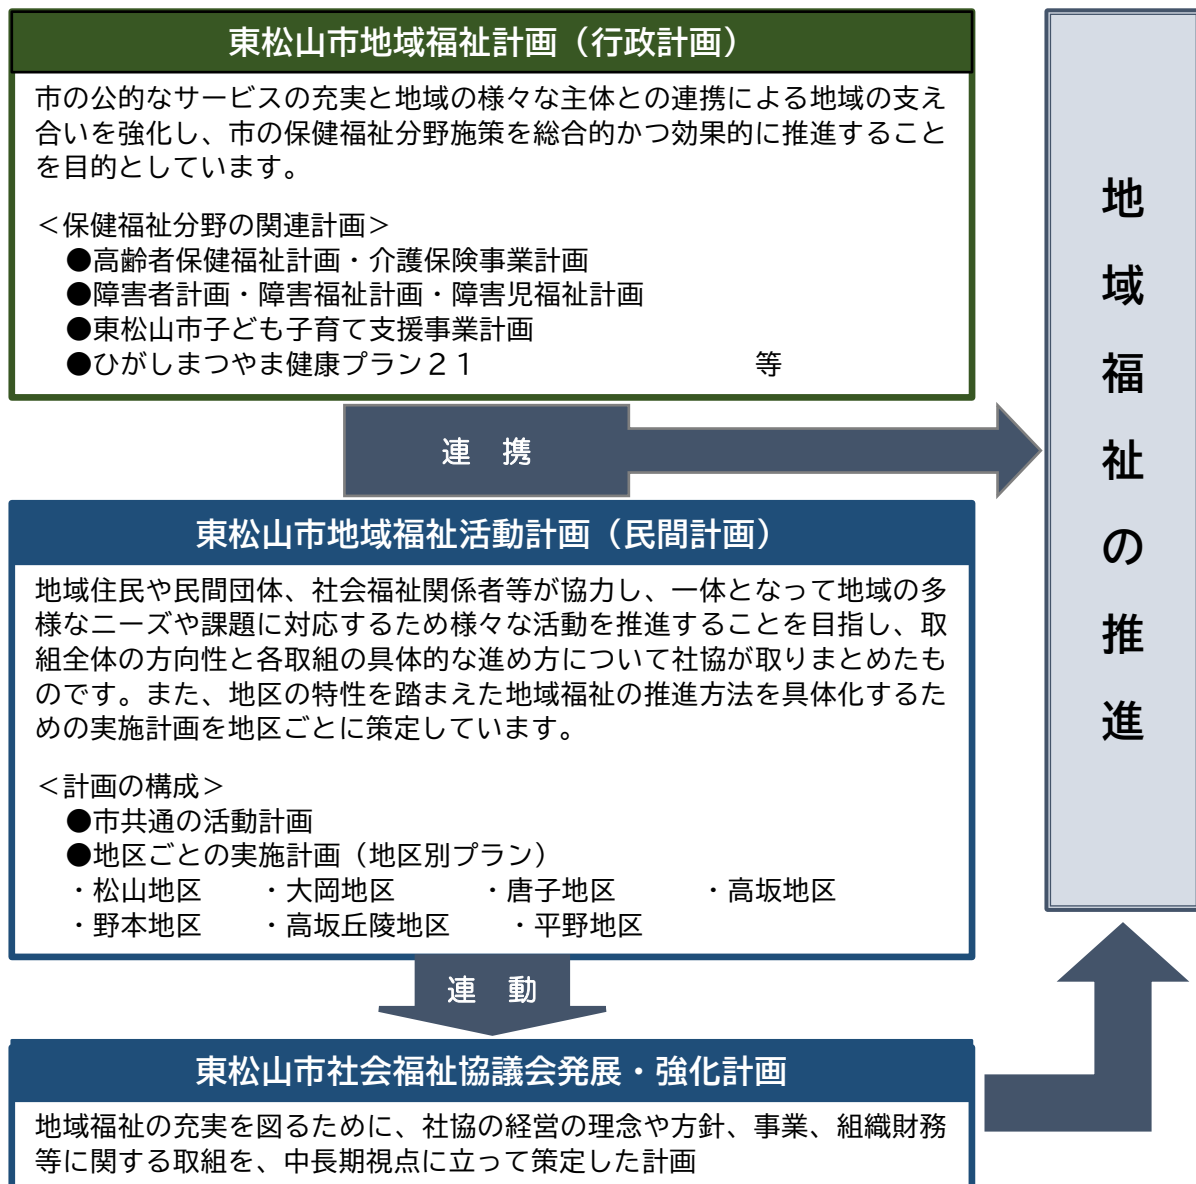 東松山市地域福祉計画（行政計画）
市の公的なサービスの充実と地域の様々な主体との連携による地域の支え
合いを強化し、市の保健福祉分野施策を総合的かつ効果的に推進すること
を目的としています。
＜保健福祉分野の関連計画＞
●高齢者保健福祉計画・介護保険事業計画
●障害者計画・障害福祉計画・障害児福祉計画
●東松山市子ども子育て支援事業計画
●ひがしまつやま健康プラン２１　　　　　　　　　　等
連　携
東松山市地域福祉活動計画（民間計画）
地域住民や民間団体、社会福祉関係者等が協力し、一体となって地域の多
様なニーズや課題に対応するため様々な活動を推進することを目指し、取
組全体の方向性と各取組の具体的な進め方について社協が取りまとめたも
のです。また、地区の特性を踏まえた地域福祉の推進方法を具体化するた
めの実施計画を地区ごとに策定しています。
＜計画の構成＞
●市共通の活動計画
●地区ごとの実施計画（地区別プラン）
・松山地区　　・大岡地区　　　・唐子地区　　　・高坂地区
・野本地区　　・高坂丘陵地区　　・平野地区
連　動
東松山市社会福祉協議会発展・強化計画
地域福祉の充実を図るために、社協の経営の理念や方針、事業、組織財務
等に関する取組を、中長期視点に立って策定した計画
地域福祉の推進